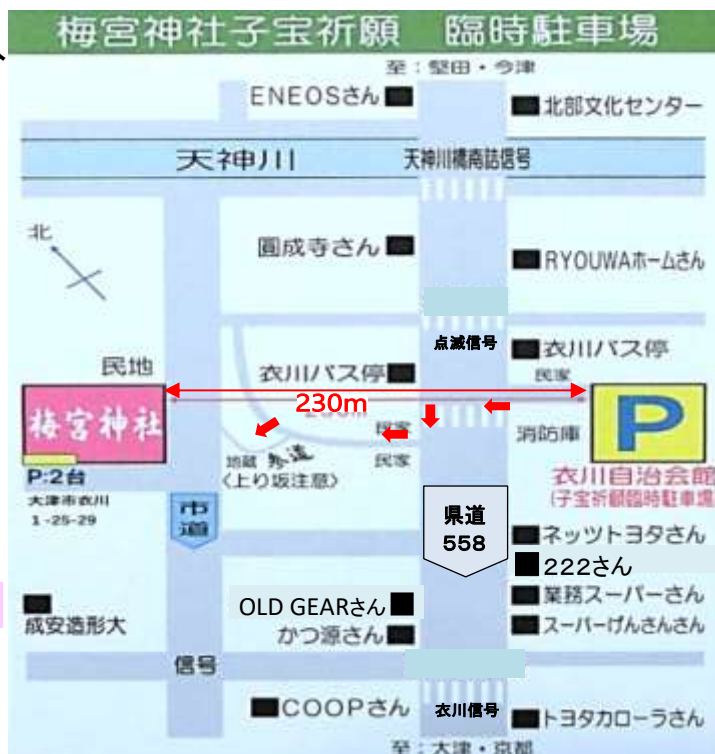 梅宮神社子宝祈願 臨時駐車場
至：堅田・今津
ENEOSさん
北部文化センター
天神川
天神川橋南詰信号
北
圓成寺さん
RYOUWAホームさん
点滅信号
民地
衣川バス停
衣川バス停
民家
230m
梅宮神社
P
民家
消防庫
地蔵
民家
P:2台
〈上り坂注意〉
衣川自治会館
(子宝祈願臨時駐車場
大津市衣川
1-25-29
市道
県道
558
ネッツトヨタさん
222さん
OLD GEARさん
業務スーパーさん
成安造形大
かつ源さん
スーパーげんさんさん
信号
COOPさん
衣川信号
トヨタカローラさん
至：大津・京都